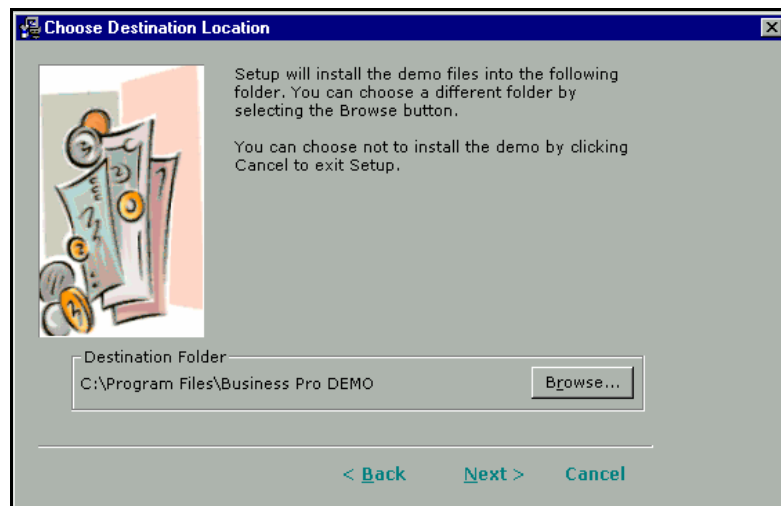 Choose Destination Location
Setup will install the demo files into the following
folder. You can choose a different folder by
selecting the Browse button.
You can choose not to install the demo by clicking
Cancel to exit Setup.
Destination Folder
C:\Program Files\Business Pro DEMO
Browse...
< Back Next > Cancel